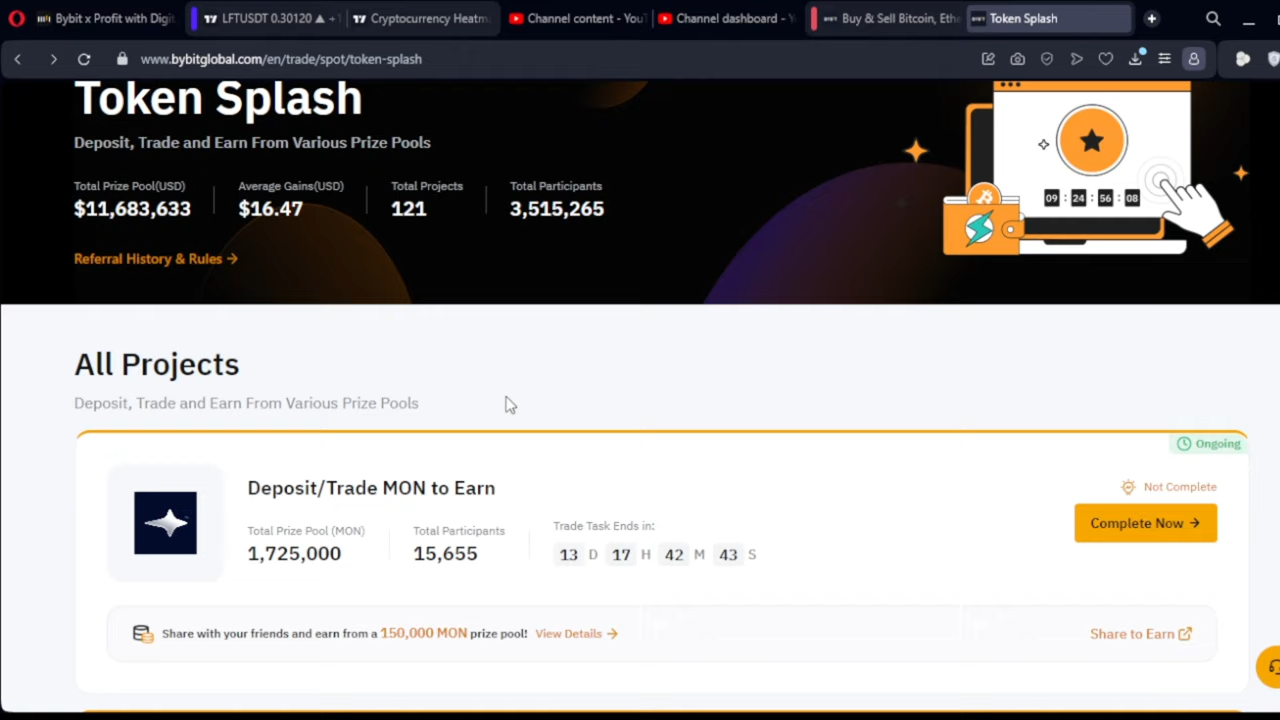 Bybit x Profit with Digit
LFTUSDT 0.30120 ▲ +1
Cryptocurrency Heatm
Channel content - You
Channel dashboard - Y
Buy & Sell Bitcoin, Ethe
Token Splash
www.bybitglobal.com/en/trade/spot/token-splash
Token Splash
Deposit, Trade and Earn From Various Prize Pools
Total Prize Pool(USD)
Average Gains(USD)
Total Projects
Total Participants
$11,683,633
$16.47
121
3,515,265
09 : 24 : 56 : 08
Referral History & Rules →
All Projects
Deposit, Trade and Earn From Various Prize Pools
Ongoing
Deposit/Trade MON to Earn
Not Complete
Total Prize Pool (MON)
Total Participants
Trade Task Ends in:
Complete Now →
1,725,000
15,655
13 D 17 H 42 M 43 S
Share with your friends and earn from a 150,000 MON prize pool! View Details →
Share to Earn